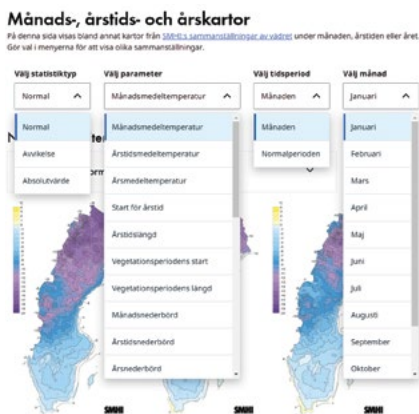 Månads-, årstids- och årskartor
På denna sida visas bland annat kartor från SMHI:s sammanställningar av vädret under månaden, årstiden eller året.
Gör val i menyerna för att visa olika sammanställningar.
Välj statistiktyp
Välj parameter
Välj tidsperiod
Välj månad
Normal
Månadsmedeltemperatur
Månaden
Januari
Normal
Avvikelse
Absolutvärde
Månadsmedeltemperatur
Årstidsmedeltemperatur
Årsmedeltemperatur
Start för årstid
Årstidslängd
Vegetationsperiodens start
Vegetationsperiodens längd
Månadsnederbörd
Årstidsnederbörd
Årsnederbörd
Månaden
Normalperioden
Januari
Februari
Mars
April
Maj
Juni
Juli
Augusti
September
Oktober
SMHI
SMHI
SMHI